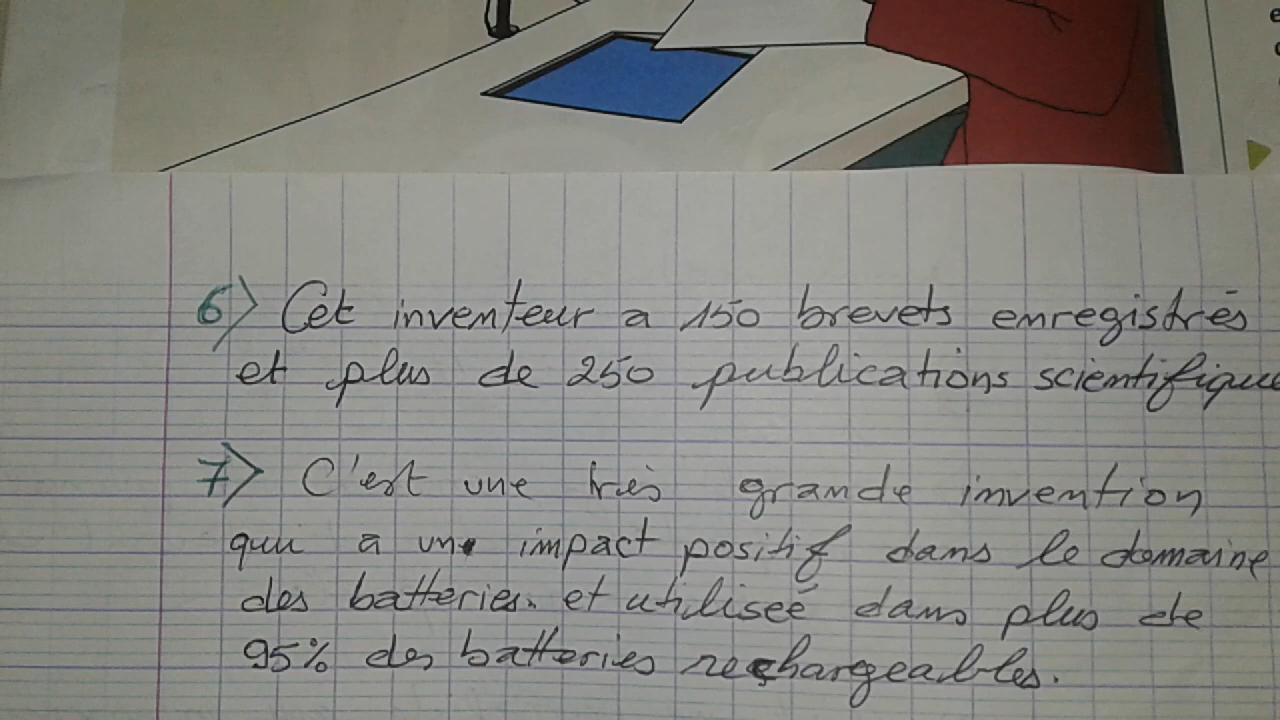 6) Cet inventeur a 150 brevets enregistrés
et plus de 250 publications scientifique
7) C'est une très grande invention
qui a un impact positif dans le domaine
des batteries. et utiliseé dans plus de
95% des batteries rechargeables.